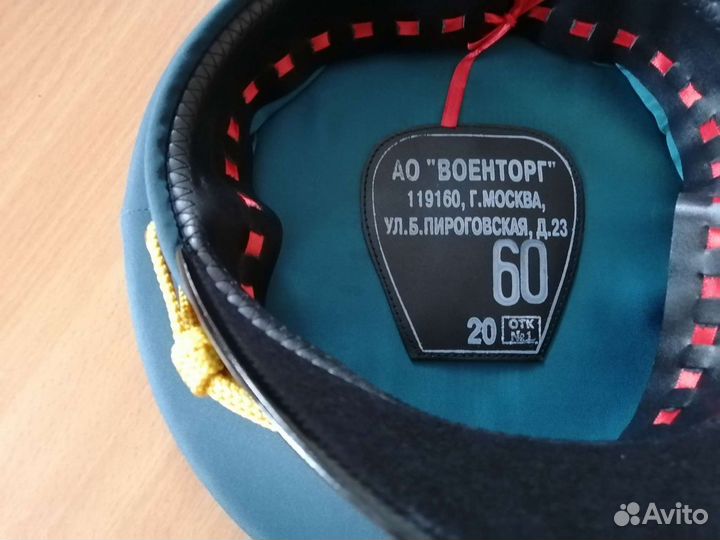 АО "ВОЕНТОРГ"
119160, Г.МОСКВА,
УЛ.Б.ПИРОГОВСКАЯ, Д.23
60
20 ОТК
№1
Avito